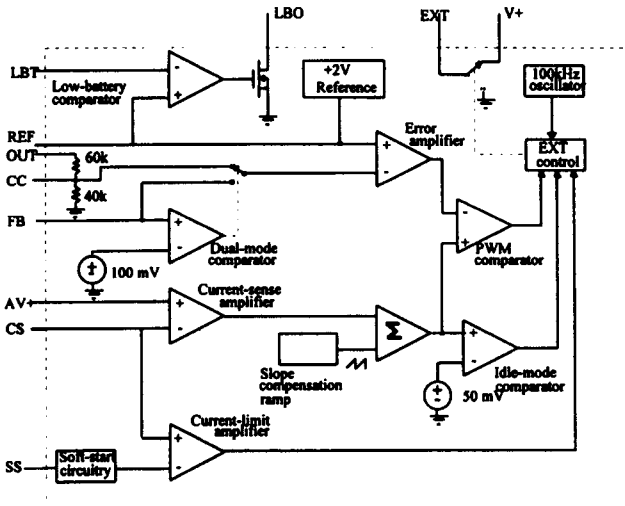 LBO
EXT
V+
LBT
Low-battery
comparator
+2V
Reference
100kHz
oscillator
REF
OUT
60k
CC
40k
FB
Error
amplifier
EXT
control
PWM
comparator
Dual-mode
comparator
100 mV
AV+
CS
Current-sense
amplifier
Σ
Slope
compensation
ramp
50 mV
Idle-mode
comparator
Current-limit
amplifier
SS
Soft-start
circuitry